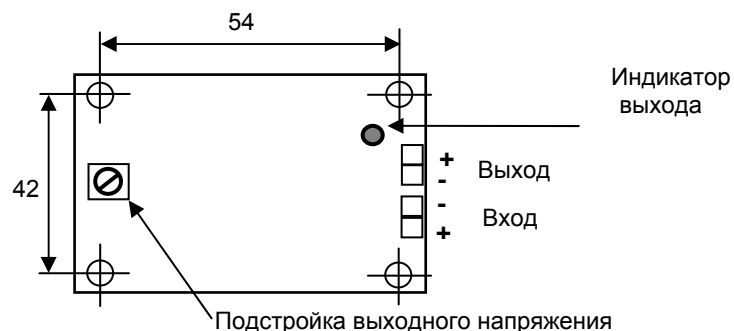 54
Индикатор
выхода
+
Выход
-
42
-
Вход
+
Подстройка выходного напряжения